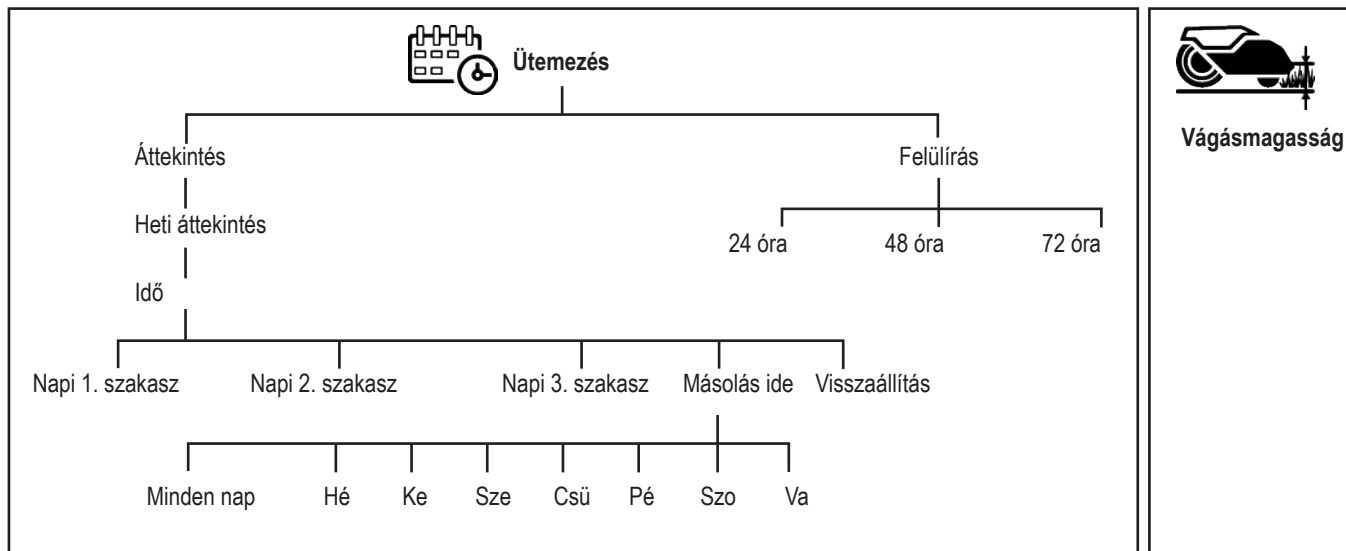 Ütemezés
Áttekintés Felülírás
Heti áttekintés
24 óra 48 óra 72 óra
Idő
Napi 1. szakasz Napi 2. szakasz Napi 3. szakasz Másolás ide Visszaállítás
Minden nap Hé Ke Sze Csü Pé Szo Va
Vágásmagasság